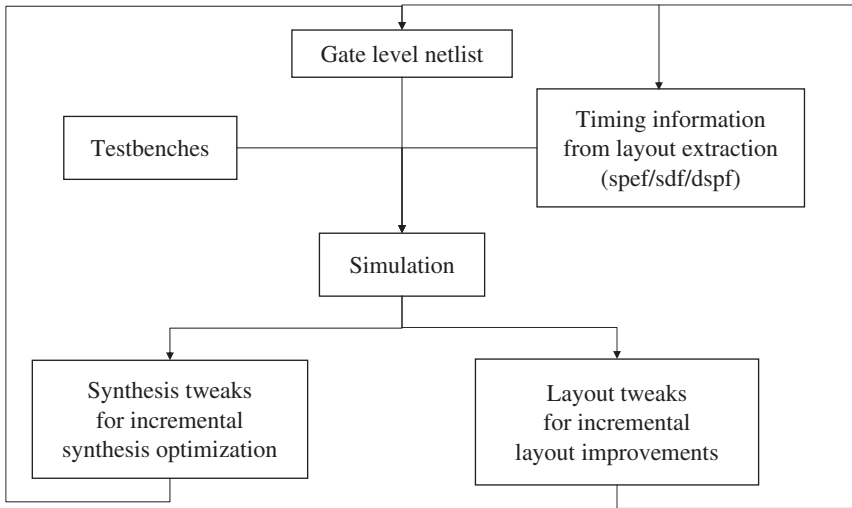 Gate level netlist
Testbenches
Timing information
from layout extraction
(spef/sdf/dspf)
Simulation
Synthesis tweaks
for incremental
synthesis optimization
Layout tweaks
for incremental
layout improvements